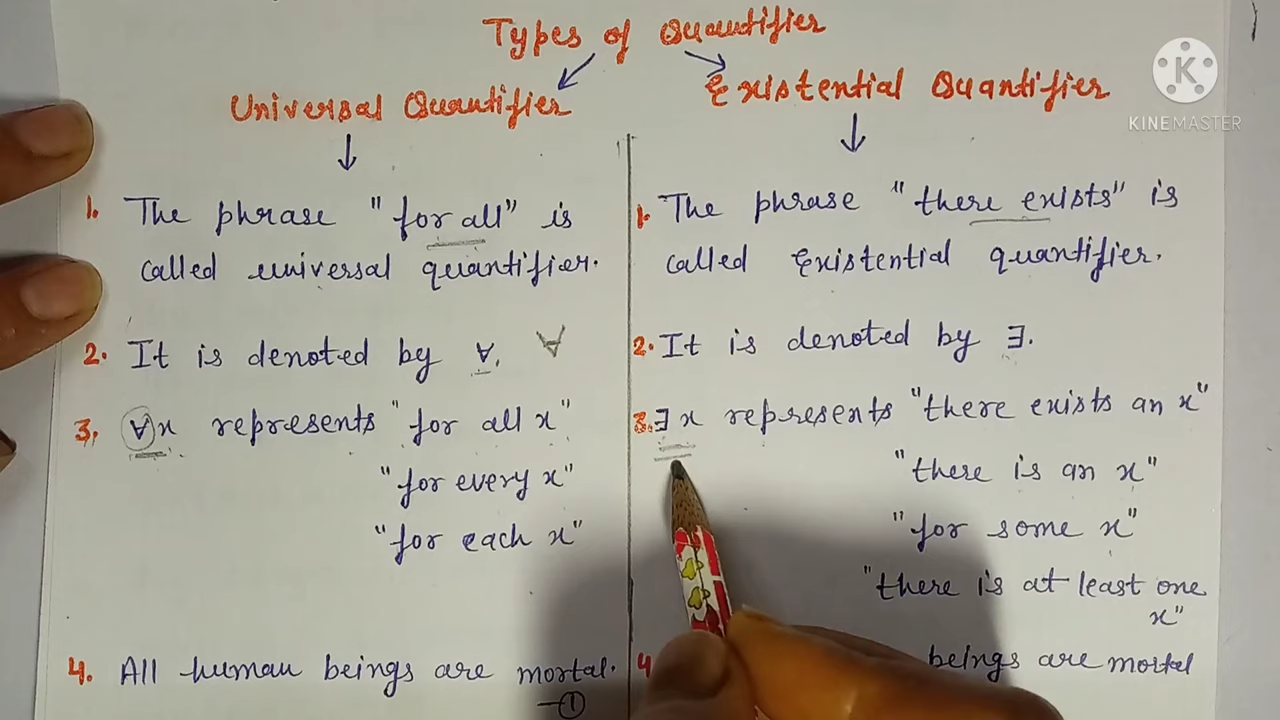 Types of Quantifier
Universal Quantifier
1. The phrase "for all" is
called universal quantifier.
2. It is denoted by ∀. ∀
3. ∀x represents "for all x"
"for every x"
"for each x"
4. All human beings are mortal.
—①
Existential Quantifier
1. The phrase "there exists" is
called Existential quantifier.
2. It is denoted by ∃.
3. ∃x represents "there exists an x"
"there is an x"
"for some x"
"there is at least one
x"
4. beings are mortal
K
KINEMASTER